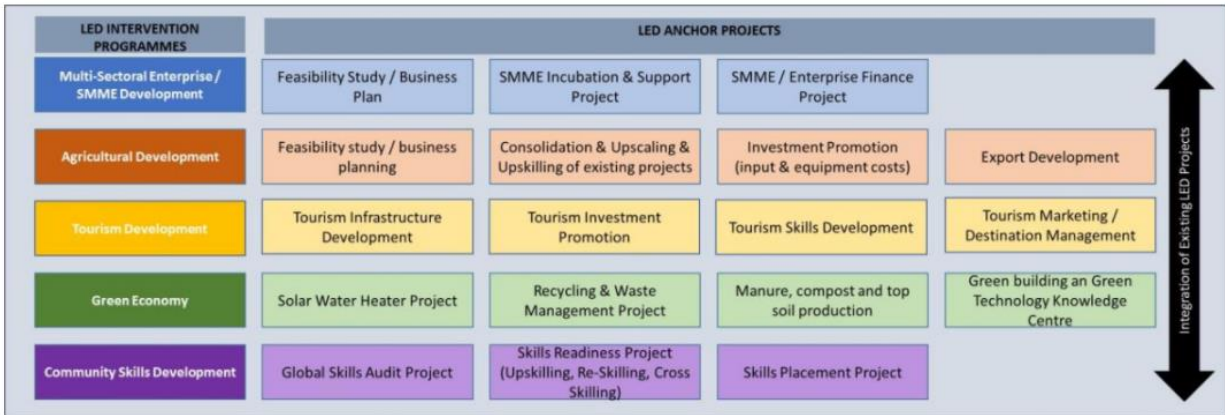 LED INTERVENTION
PROGRAMMES
LED ANCHOR PROJECTS
Multi-Sectoral Enterprise /
SMME Development
Feasibility Study / Business
Plan
SMME Incubation & Support
Project
SMME / Enterprise Finance
Project
Agricultural Development
Feasibility study / business
planning
Consolidation & Upscaling &
Upskilling of existing projects
Investment Promotion
(input & equipment costs)
Export Development
Tourism Development
Tourism Infrastructure
Development
Tourism Investment
Promotion
Tourism Skills Development
Tourism Marketing /
Destination Management
Green Economy
Solar Water Heater Project
Recycling & Waste
Management Project
Manure, compost and top
soil production
Green building an Green
Technology Knowledge
Centre
Community Skills Development
Global Skills Audit Project
Skills Readiness Project
(Upskilling, Re-Skilling, Cross
Skilling)
Skills Placement Project
Integration of Existing LED Projects